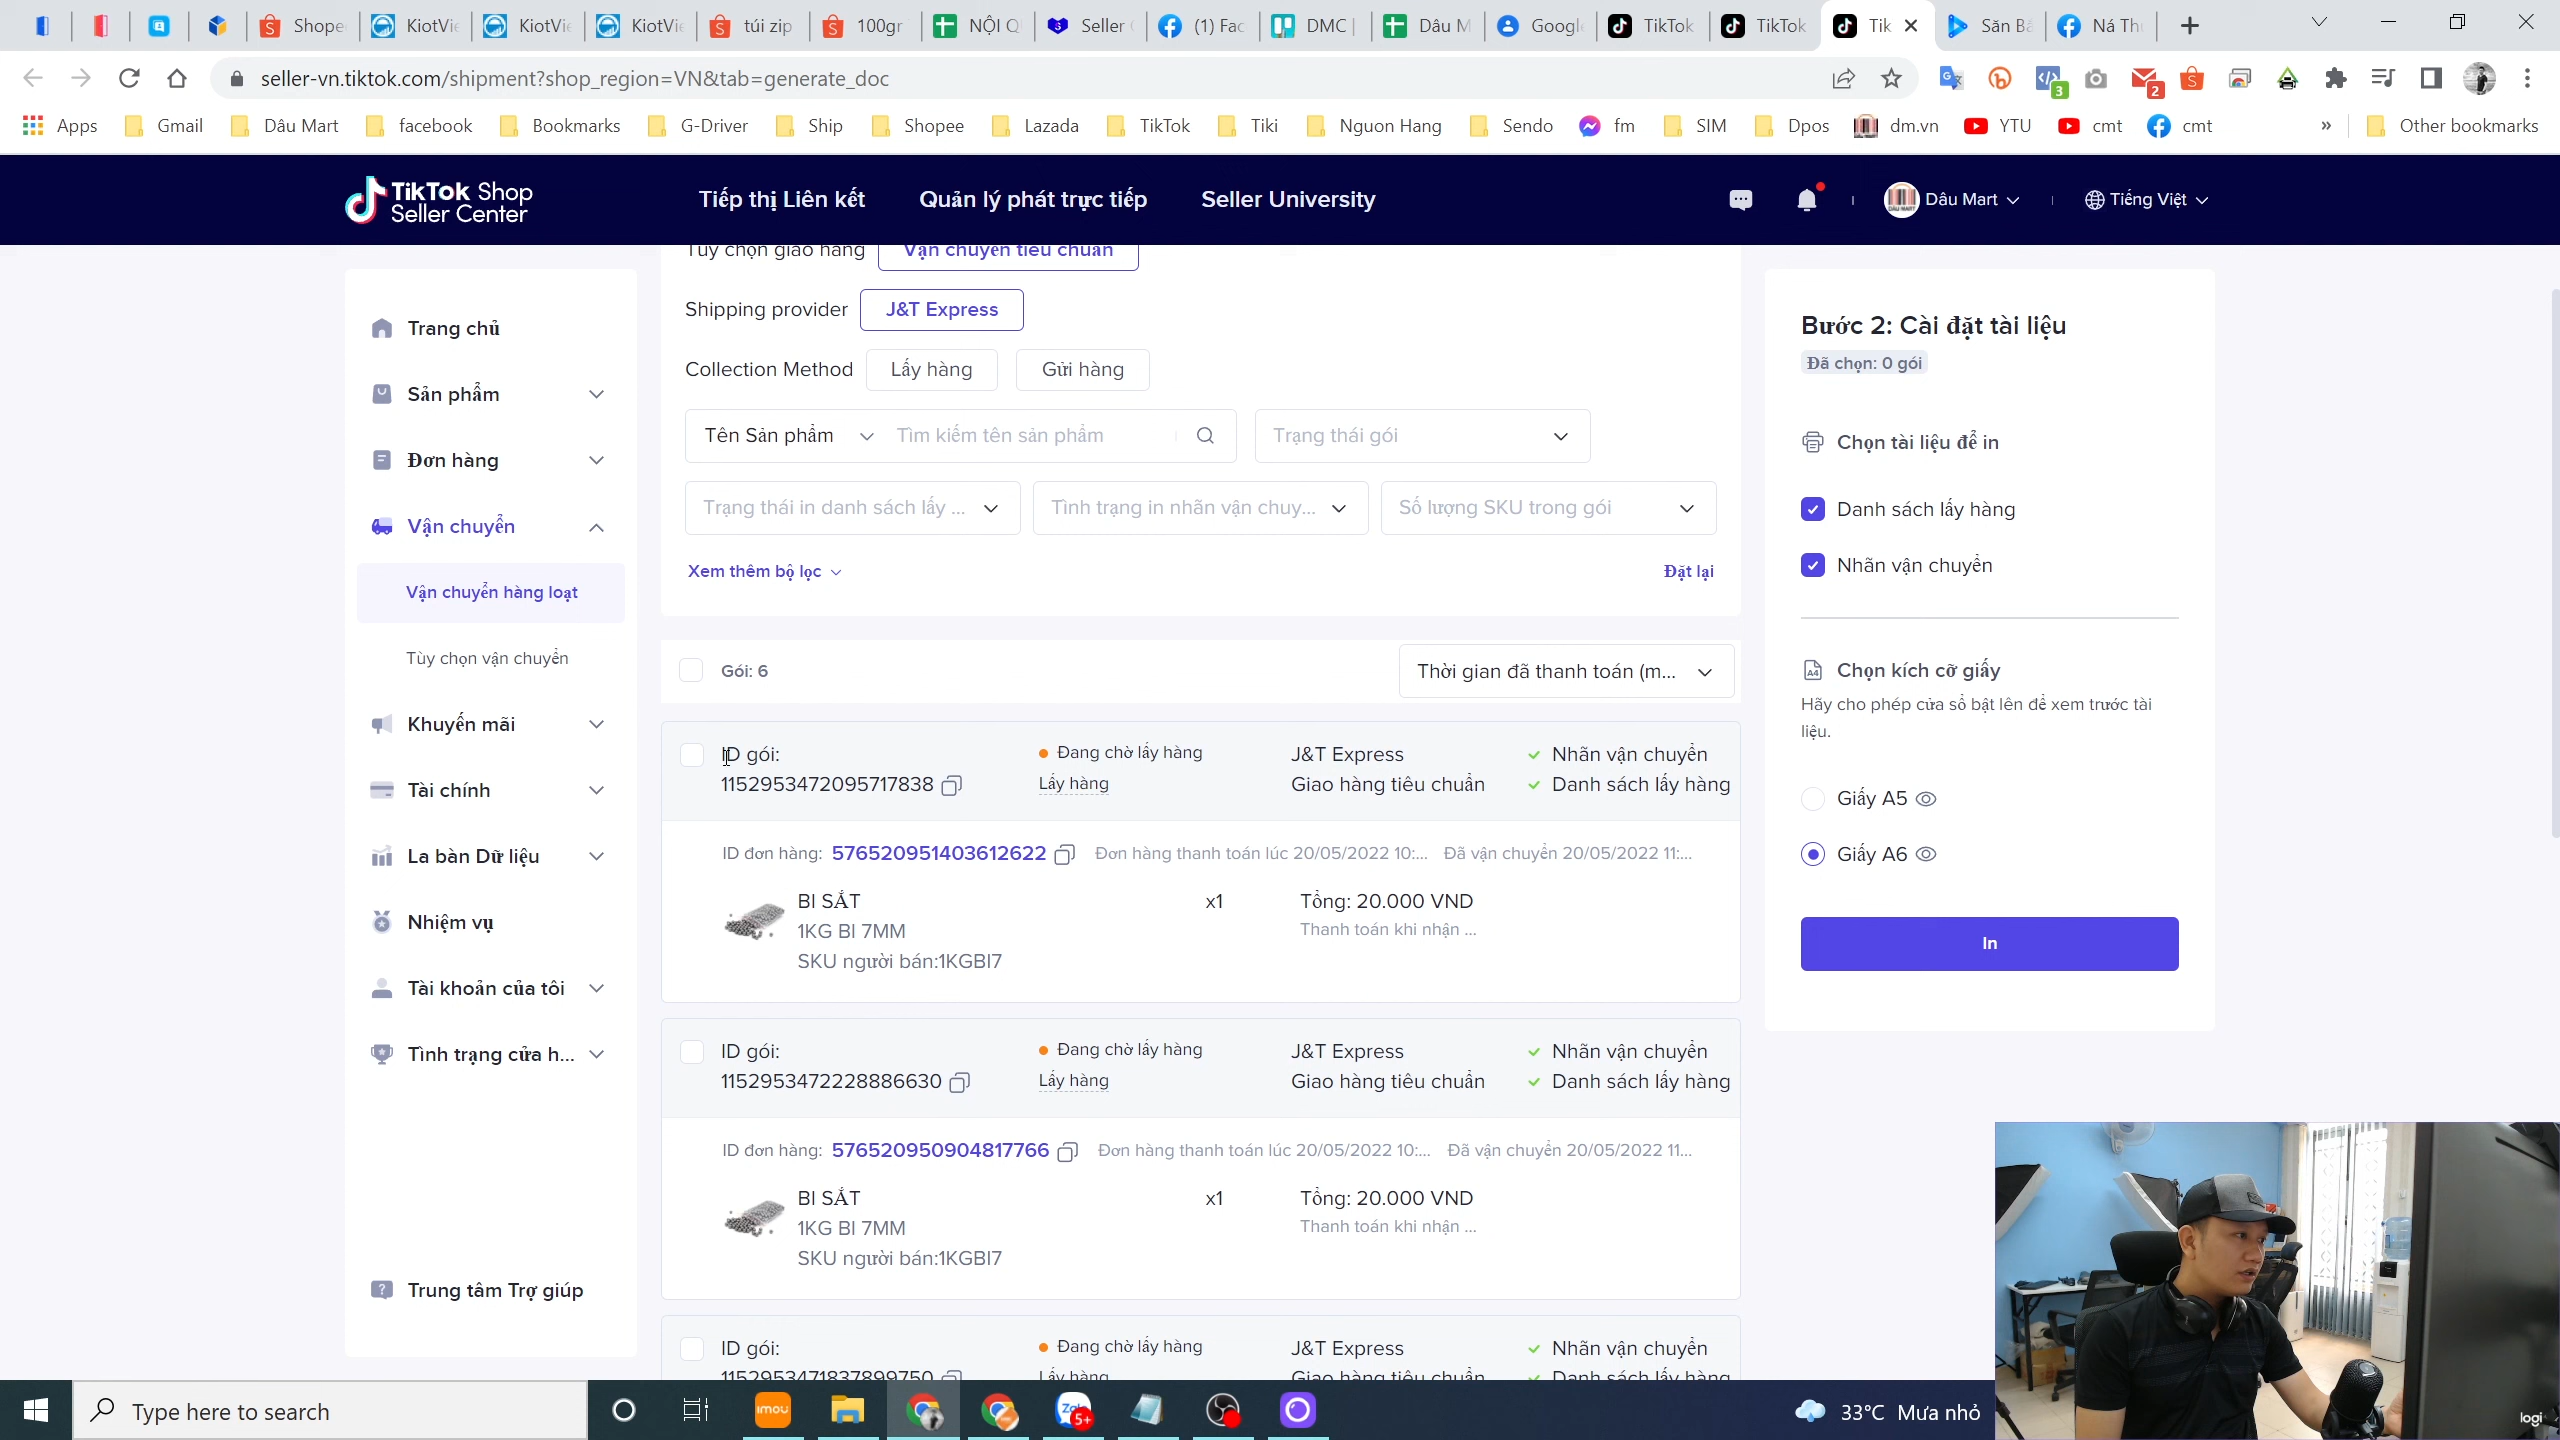 Shope
KiotVi
KiotVi
KiotVi
túi zip
100gr
NỘI Q
Seller
(1) Fac
DMC |
Dâu M
Googl
TikTok
TikTok
Tik
Săn Bắ
Ná Th
seller-vn.tiktok.com/shipment?shop_region=VN&tab=generate_doc
3
2
Apps
Gmail
Dâu Mart
facebook
Bookmarks
G-Driver
Ship
Shopee
Lazada
TikTok
Tiki
Nguon Hang
Sendo
fm
SIM
Dpos
dm.vn
YTU
cmt
cmt
»
Other bookmarks
TikTok Shop
Seller Center
Tiếp thị Liên kết
Quản lý phát trực tiếp
Seller University
Dâu Mart
Tiếng Việt
Trang chủ
Sản phẩm
Đơn hàng
Vận chuyển
Vận chuyển hàng loạt
Tùy chọn vận chuyển
Khuyến mãi
Tài chính
La bàn Dữ liệu
Nhiệm vụ
Tài khoản của tôi
Tình trạng cửa h...
Trung tâm Trợ giúp
Tùy chọn giao hàng Vận chuyển tiêu chuẩn
Shipping provider J&T Express
Collection Method Lấy hàng Gửi hàng
Tên Sản phẩm Tìm kiếm tên sản phẩm Trạng thái gói
Trạng thái in danh sách lấy ... Tình trạng in nhãn vận chuy... Số lượng SKU trong gói
Xem thêm bộ lọc Đặt lại
Gói: 6 Thời gian đã thanh toán (m...
ID gói: Đang chờ lấy hàng J&T Express Nhãn vận chuyển
1152953472095717838 Lấy hàng Giao hàng tiêu chuẩn Danh sách lấy hàng
ID đơn hàng: 576520951403612622 Đơn hàng thanh toán lúc 20/05/2022 10:... Đã vận chuyển 20/05/2022 11:...
BI SẮT x1 Tổng: 20.000 VND
1KG BI 7MM Thanh toán khi nhận ...
SKU người bán:1KGBI7
ID gói: Đang chờ lấy hàng J&T Express Nhãn vận chuyển
1152953472228886630 Lấy hàng Giao hàng tiêu chuẩn Danh sách lấy hàng
ID đơn hàng: 576520950904817766 Đơn hàng thanh toán lúc 20/05/2022 10:... Đã vận chuyển 20/05/2022 11...
BI SẮT x1 Tổng: 20.000 VND
1KG BI 7MM Thanh toán khi nhận ...
SKU người bán:1KGBI7
ID gói: Đang chờ lấy hàng J&T Express Nhãn vận chuyển
1152953471837899750 Lấy hàng Giao hàng tiêu chuẩn Danh sách lấy hàng
Bước 2: Cài đặt tài liệu
Đã chọn: 0 gói
Chọn tài liệu để in
Danh sách lấy hàng
Nhãn vận chuyển
Chọn kích cỡ giấy
Hãy cho phép cửa sổ bật lên để xem trước tài
liệu.
Giấy A5
Giấy A6
In
Type here to search
imou
Zalo
5+
33°C Mưa nhỏ
logi